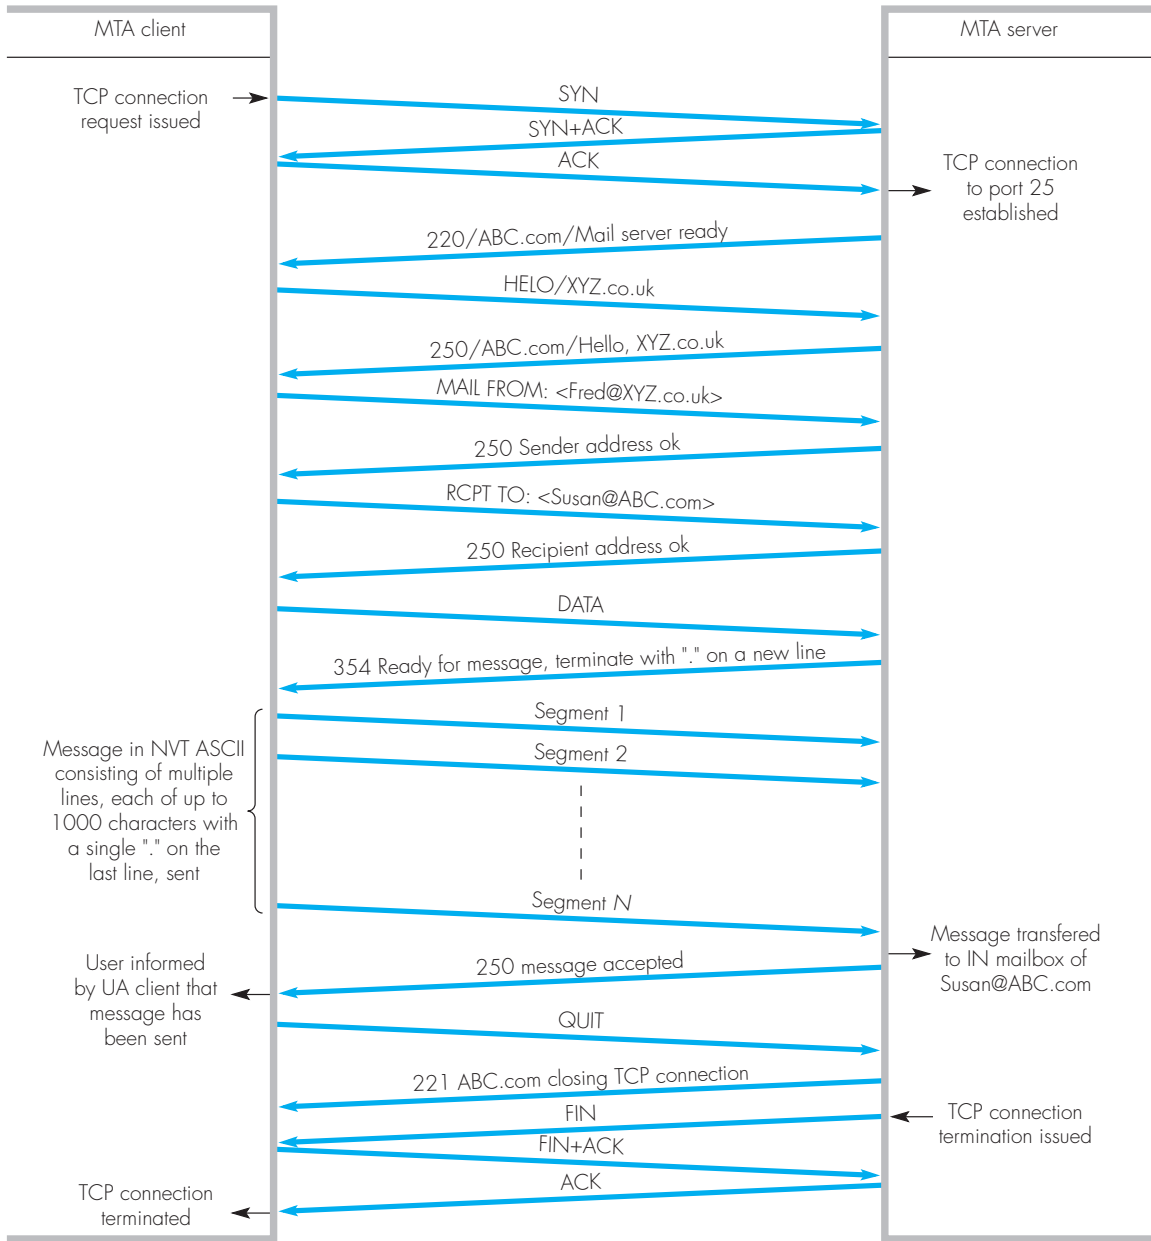 MTA client
MTA server
TCP connection
request issued
SYN
SYN+ACK
ACK
TCP connection
to port 25
established
220/ABC.com/Mail server ready
HELO/XYZ.co.uk
250/ABC.com/Hello, XYZ.co.uk
MAIL FROM: <Fred@XYZ.co.uk>
250 Sender address ok
RCPT TO: <Susan@ABC.com>
250 Recipient address ok
DATA
354 Ready for message, terminate with "." on a new line
Segment 1
Segment 2
Message in NVT ASCII
consisting of multiple
lines, each of up to
1000 characters with
a single "." on the
last line, sent
Segment N
Message transfered
to IN mailbox of
Susan@ABC.com
250 message accepted
User informed
by UA client that
message has
been sent
QUIT
221 ABC.com closing TCP connection
FIN
TCP connection
termination issued
FIN+ACK
ACK
TCP connection
terminated